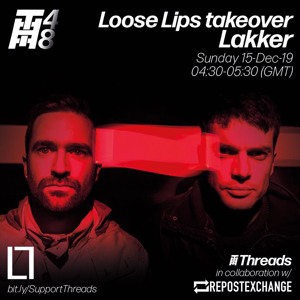 TH48
Loose Lips takeover
Lakker
Sunday 15-Dec-19
04:30-05:30 (GMT)
Threads
in collaboration w/
REPOSTEXCHANGE
bit.ly/SupportThreads